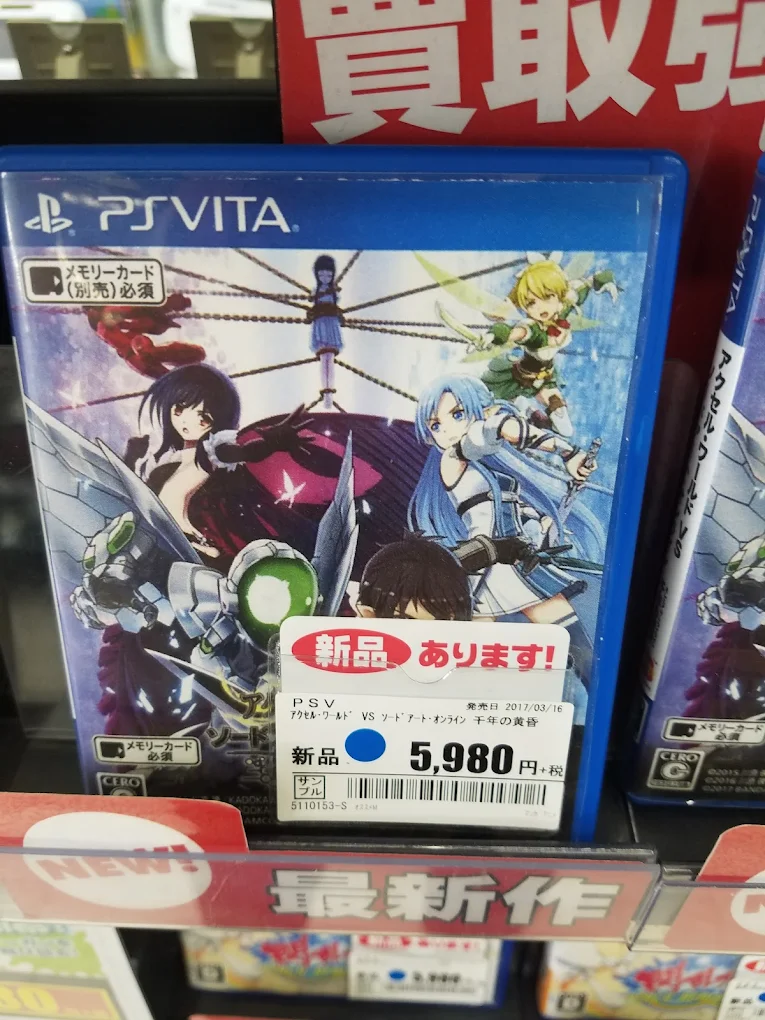 買取強
PSVITA
メモリーカード
(別売)必須
新品 あります!
PSV
発売日 2017/03/16
アクセル・ワールド VS ソードアート・オンライン 千年の黄昏
新品
5,980円+税
サンプル
5110153-S
メモリーカード
必須
CERO
NEW!
最新作
PSVITA
アクセル・ワールド VS
メモリーカード
必須
CERO
C